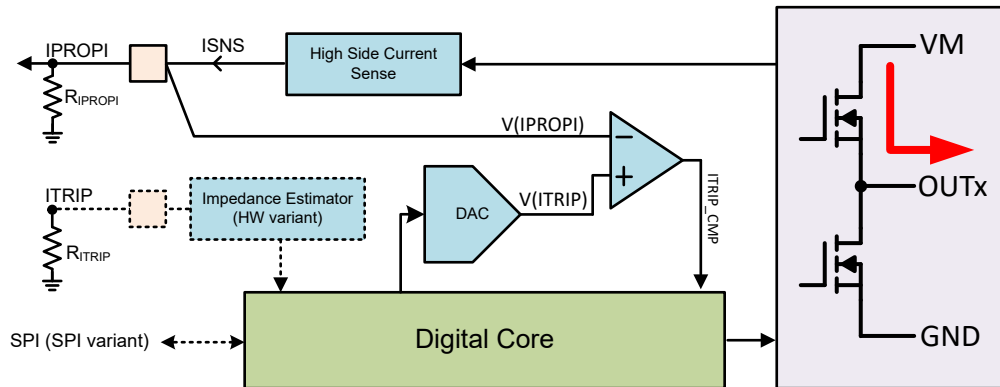 IPROPI
ISNS
High Side Current
Sense
VM
RIPROPI
V(IPROPI)
−
+
ITRIP
Impedance Estimator
(HW variant)
DAC
V(ITRIP)
ITRIP_CMP
OUTx
RITRIP
SPI (SPI variant)
Digital Core
GND